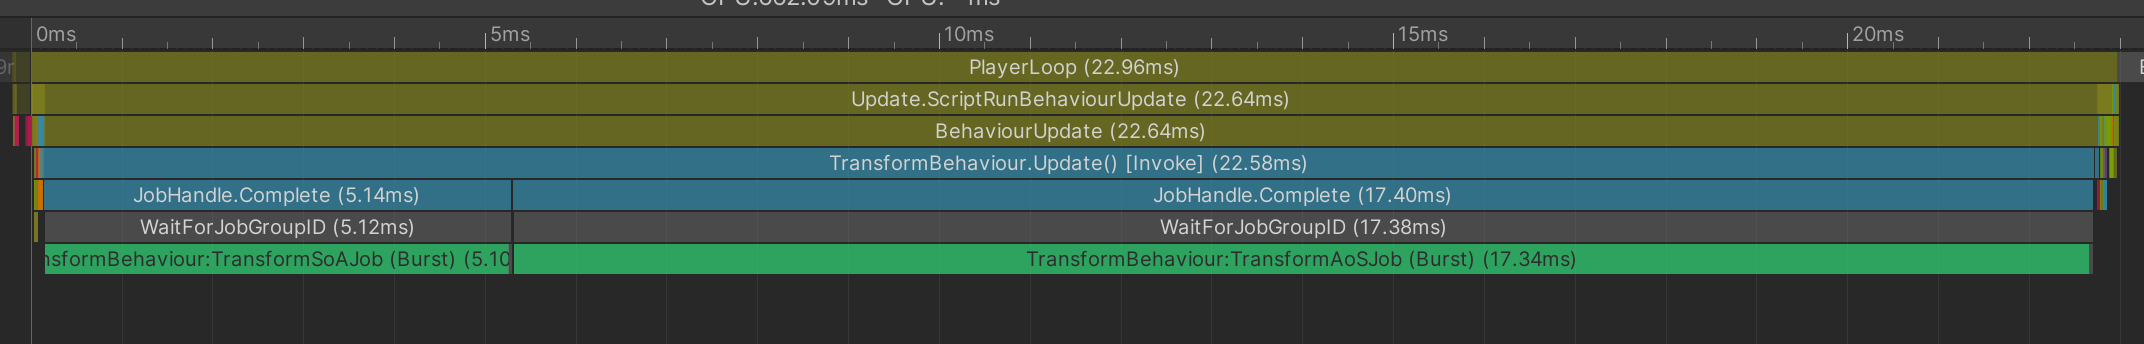 0ms 5ms 10ms 15ms 20ms
PlayerLoop (22.96ms)
Update.ScriptRunBehaviourUpdate (22.64ms)
BehaviourUpdate (22.64ms)
TransformBehaviour.Update() [Invoke] (22.58ms)
JobHandle.Complete (5.14ms) JobHandle.Complete (17.40ms)
WaitForJobGroupID (5.12ms) WaitForJobGroupID (17.38ms)
nsformBehaviour:TransformSoAJob (Burst) (5.10 TransformBehaviour:TransformAoSJob (Burst) (17.34ms)